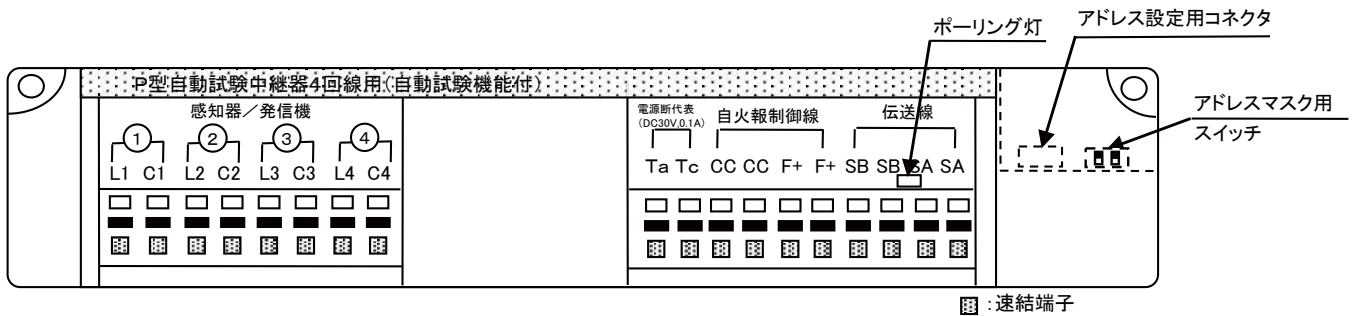 ポーリング灯
アドレス設定用コネクタ
P型自動試験中継器4回線用(自動試験機能付)
アドレスマスク用
スイッチ
感知器/発信機
① ② ③ ④
L1 C1 L2 C2 L3 C3 L4 C4
電源断代表
(DC30V,0.1A)
自火報制御線
伝送線
Ta Tc CC CC F+ F+ SB SB SA SA
:速結端子